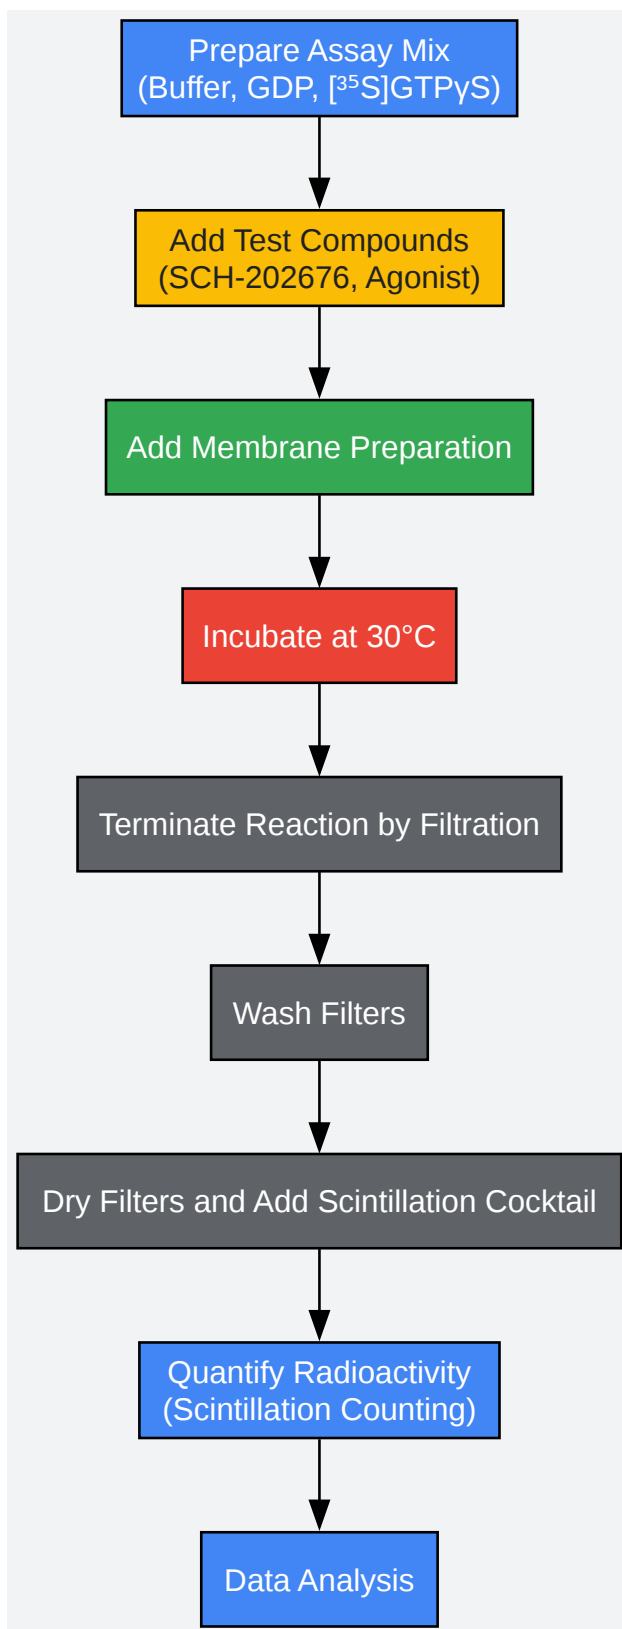 Prepare Assay Mix
(Buffer, GDP, [³⁵S]GTPγS)
Add Test Compounds
(SCH-202676, Agonist)
Add Membrane Preparation
Incubate at 30°C
Terminate Reaction by Filtration
Wash Filters
Dry Filters and Add Scintillation Cocktail
Quantify Radioactivity
(Scintillation Counting)
Data Analysis